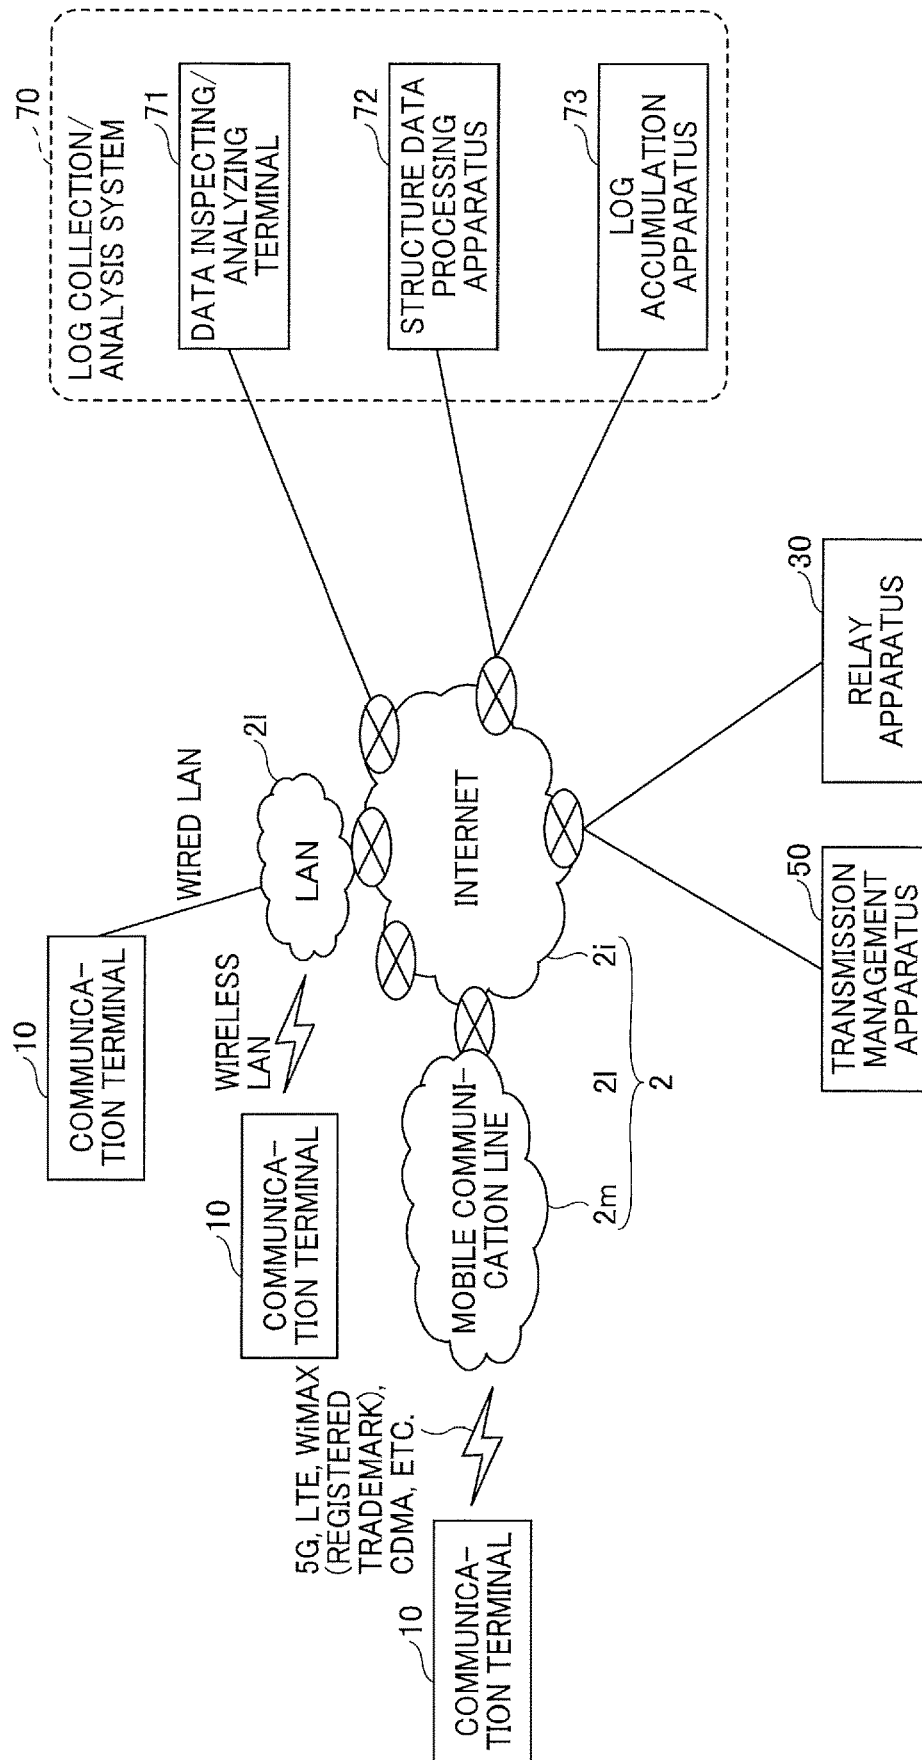 70
LOG COLLECTION/
ANALYSIS SYSTEM
71
DATA INSPECTING/
ANALYZING
TERMINAL
72
STRUCTURE DATA
PROCESSING
APPARATUS
73
LOG
ACCUMULATION
APPARATUS
10
COMMUNICA-
TION TERMINAL
WIRED LAN
2l
LAN
WIRELESS
LAN
10
COMMUNICA-
TION TERMINAL
INTERNET
5G, LTE, WiMAX
(REGISTERED
TRADEMARK),
CDMA, ETC.
MOBILE COMMUNI-
CATION LINE
10
COMMUNICA-
TION TERMINAL
2m
2l
2i
2
50
TRANSMISSION
MANAGEMENT
APPARATUS
30
RELAY
APPARATUS